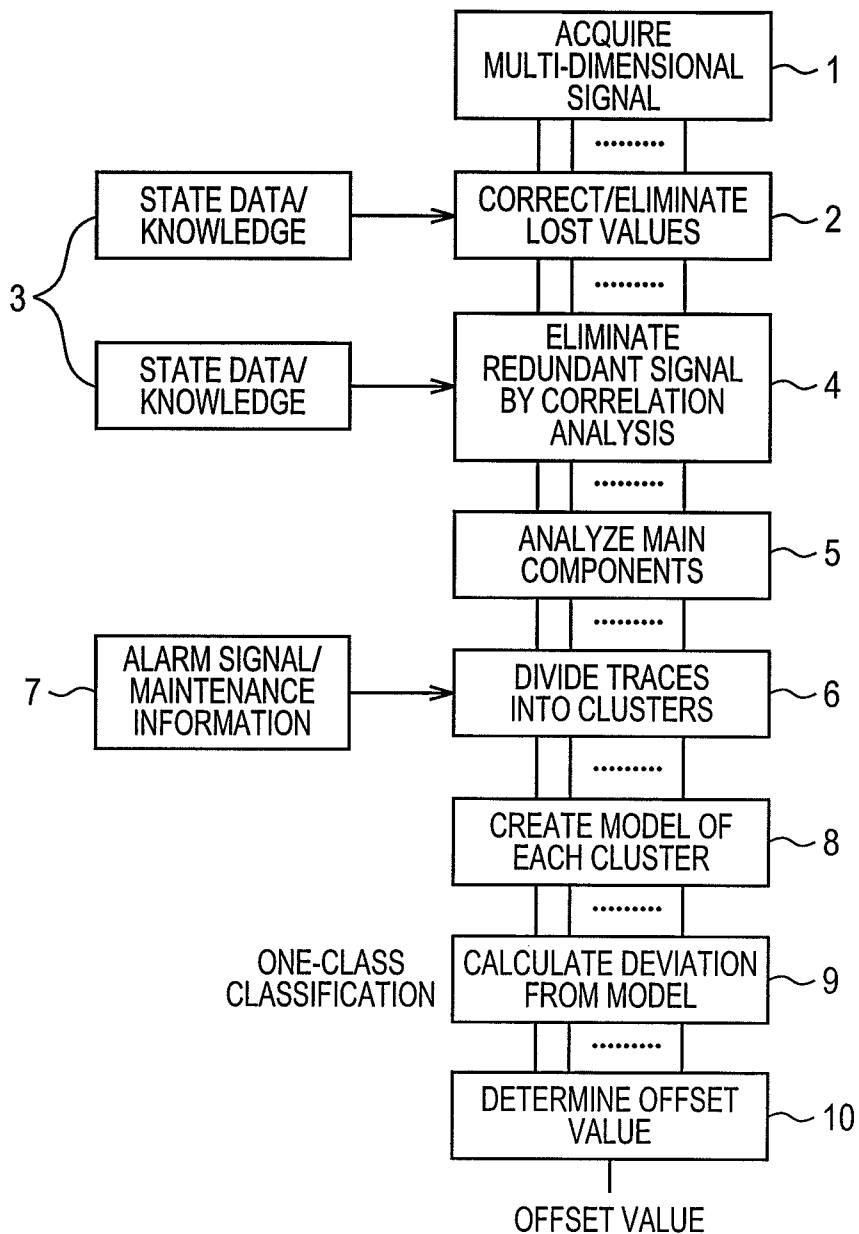 ACQUIRE
MULTI-DIMENSIONAL
SIGNAL
1
STATE DATA/
KNOWLEDGE
CORRECT/ELIMINATE
LOST VALUES
2
3
STATE DATA/
KNOWLEDGE
ELIMINATE
REDUNDANT SIGNAL
BY CORRELATION
ANALYSIS
4
ANALYZE MAIN
COMPONENTS
5
7
ALARM SIGNAL/
MAINTENANCE
INFORMATION
DIVIDE TRACES
INTO CLUSTERS
6
CREATE MODEL OF
EACH CLUSTER
8
ONE-CLASS
CLASSIFICATION
CALCULATE DEVIATION
FROM MODEL
9
DETERMINE OFFSET
VALUE
10
OFFSET VALUE